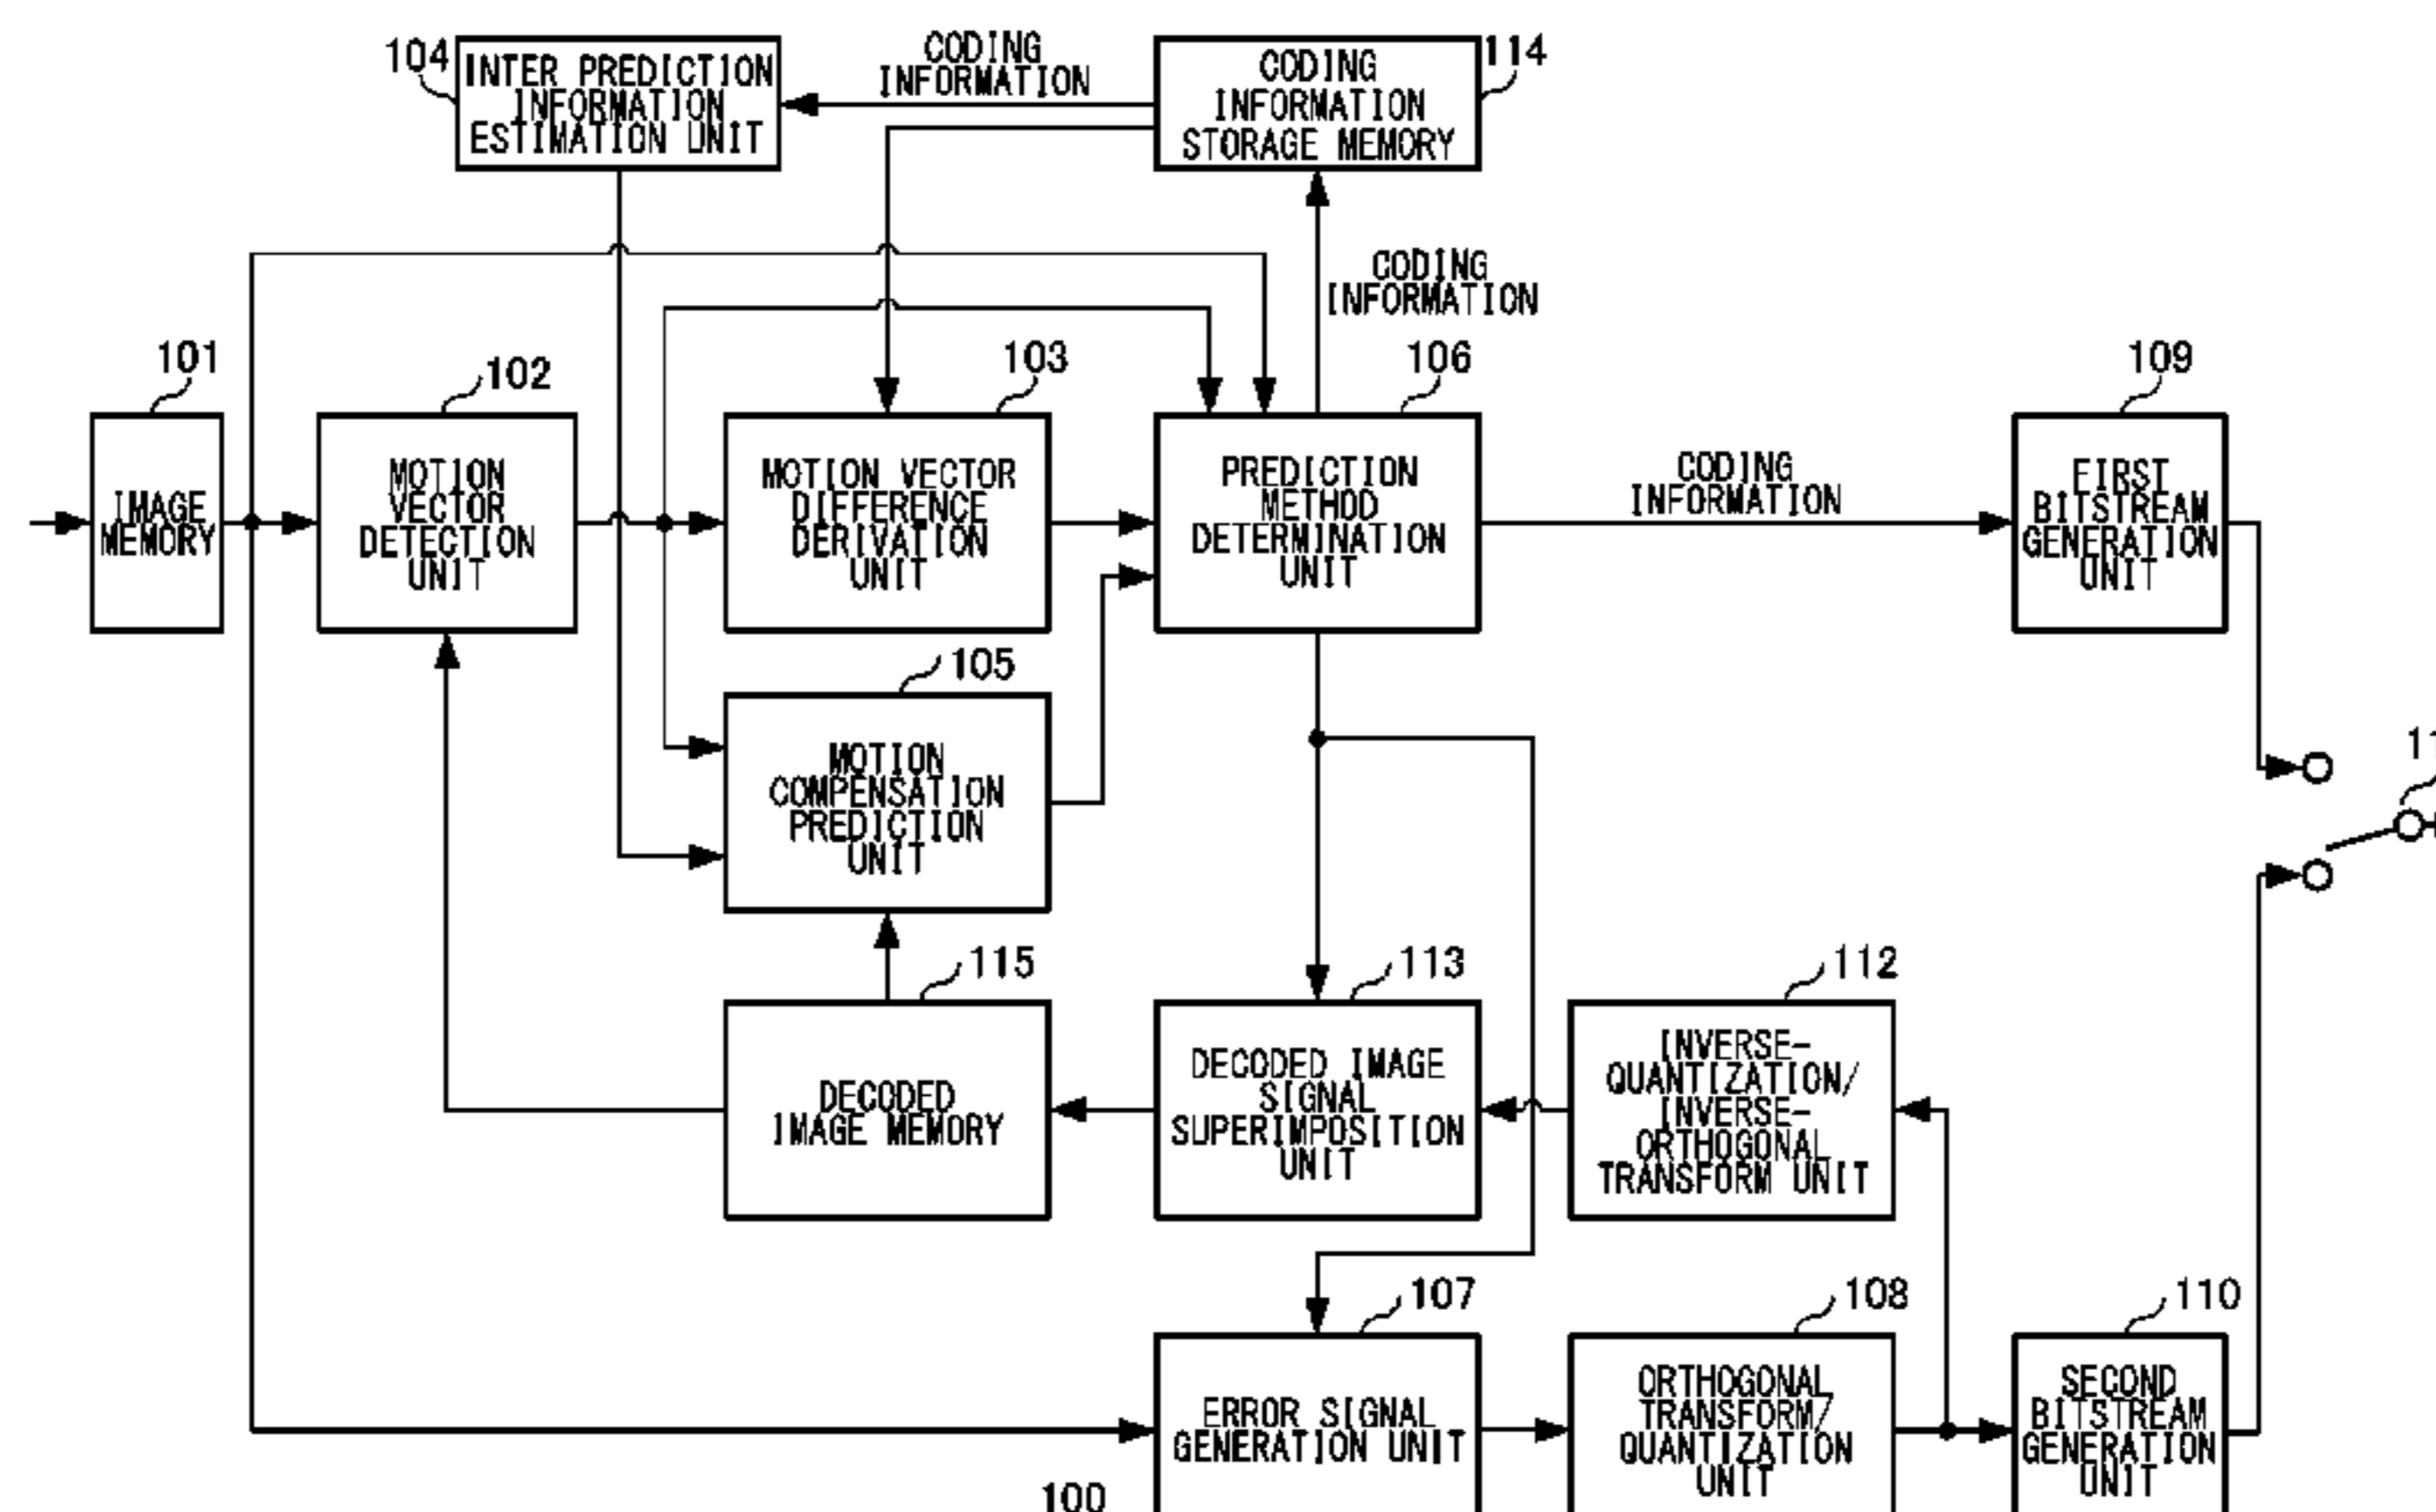 104
INTER PREDICTION
INFORMATION
ESTIMATION UNIT
CODING
INFORMATION
CODING
INFORMATION
STORAGE MEMORY
114
CODING
INFORMATION
101
102
103
106
109
IMAGE
MEMORY
MOTION
VECTOR
DETECTION
UNIT
MOTION VECTOR
DIFFERENCE
DERIVATION
UNIT
PREDICTION
METHOD
DETERMINATION
UNIT
CODING
INFORMATION
FIRST
BITSTREAM
GENERATION
UNIT
105
MOTION
COMPENSATION
PREDICTION
UNIT
115
113
112
DECODED
IMAGE MEMORY
DECODED IMAGE
SIGNAL
SUPERIMPOSITION
UNIT
INVERSE-
QUANTIZATION/
INVERSE-
ORTHOGONAL
TRANSFORM UNIT
107
108
110
ERROR SIGNAL
GENERATION UNIT
ORTHOGONAL
TRANSFORM/
QUANTIZATION
UNIT
SECOND
BITSTREAM
GENERATION
UNIT
100